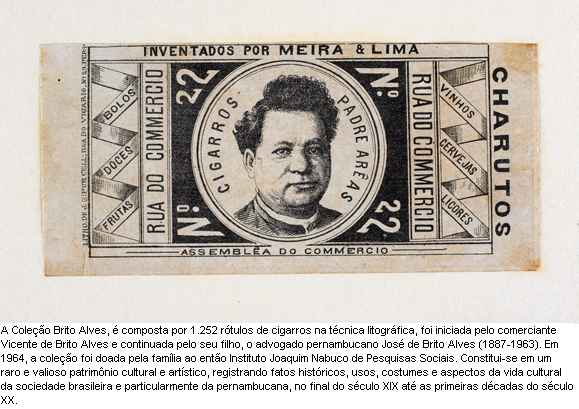 INVENTADOS POR MEIRA & LIMA
BOLOS
DOCES
FRUTAS
RUA DO COMMERCIO
22
Nº
CIGARROS PADRE ARÊAS
Nº
22
RUA DO COMMERCIO
VINHOS
CERVEJAS
LICORES
CHARUTOS
ASSEMBLÊA DO COMMERCIO
A Coleção Brito Alves, é composta por 1.252 rótulos de cigarros na técnica litográfica, foi iniciada pelo comerciante
Vicente de Brito Alves e continuada pelo seu filho, o advogado pernambucano José de Brito Alves (1887-1963). Em
1964, a coleção foi doada pela família ao então Instituto Joaquim Nabuco de Pesquisas Sociais. Constitui-se em um
raro e valioso patrimônio cultural e artístico, registrando fatos históricos, usos, costumes e aspectos da vida cultural
da sociedade brasileira e particularmente da pernambucana, no final do século XIX até as primeiras décadas do século
XX.